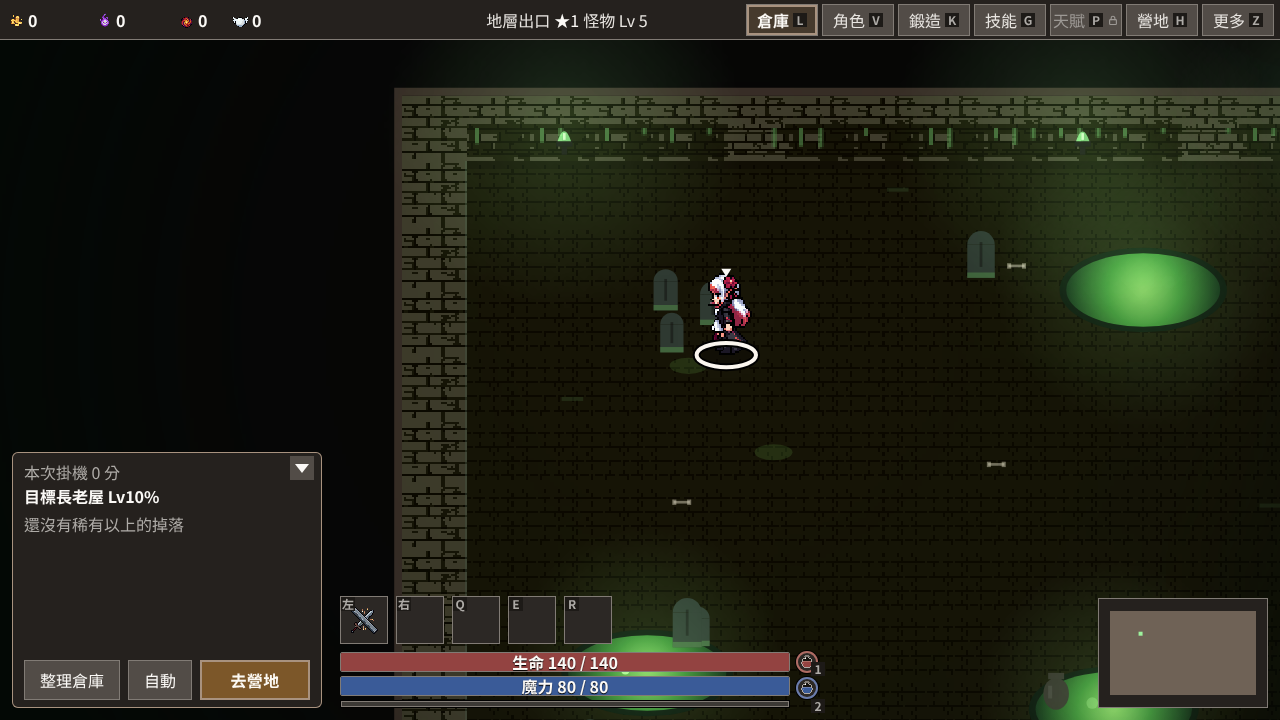 0 0 0 0 地層出口 ★1 怪物 Lv 5 倉庫 L 角色 V 鍛造 K 技能 G 天賦 P 營地 H 更多 Z
本次掛機 0 分
目標長老屋 Lv10%
還沒有稀有以上的掉落
整理倉庫 自動 去營地
左 右 Q E R
生命 140 / 140 1
魔力 80 / 80 2